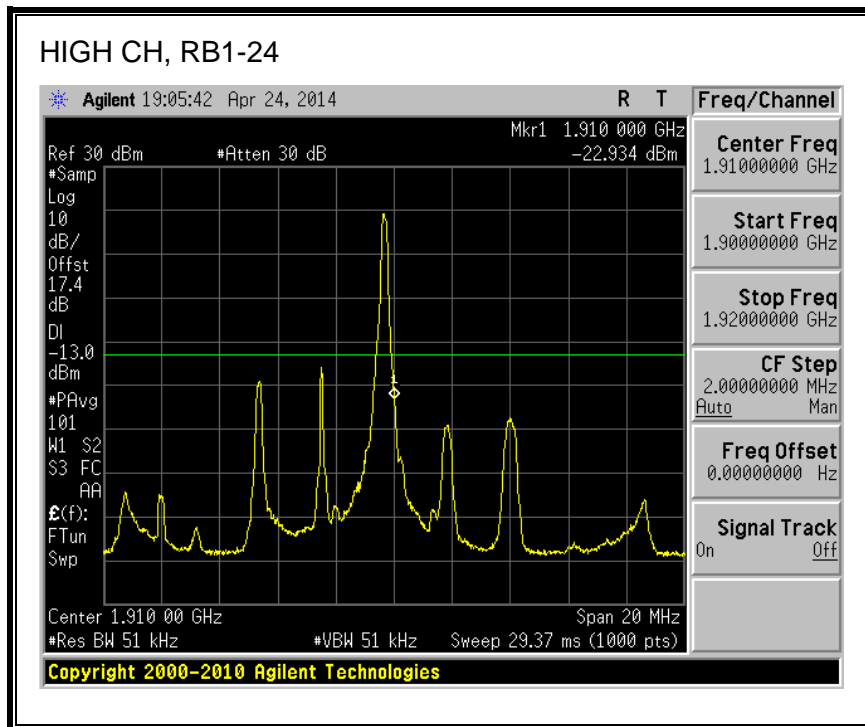 HIGH CH, RB1-24
Agilent 19:05:42 Apr 24, 2014 R T
Freq/Channel
Mkr1 1.910 000 GHz
Ref 30 dBm #Atten 30 dB -22.934 dBm
#Samp
Log
10
dB/
Offst
17.4
dB
DI
-13.0
dBm
#PAvg
101
W1 S2
S3 FC
AA
£(f):
FTun
Swp
1
Center 1.910 00 GHz Span 20 MHz
#Res BW 51 kHz #VBW 51 kHz Sweep 29.37 ms (1000 pts)
Center Freq
1.91000000 GHz
Start Freq
1.90000000 GHz
Stop Freq
1.92000000 GHz
CF Step
2.00000000 MHz
Auto Man
Freq Offset
0.00000000 Hz
Signal Track
On Off
Copyright 2000-2010 Agilent Technologies